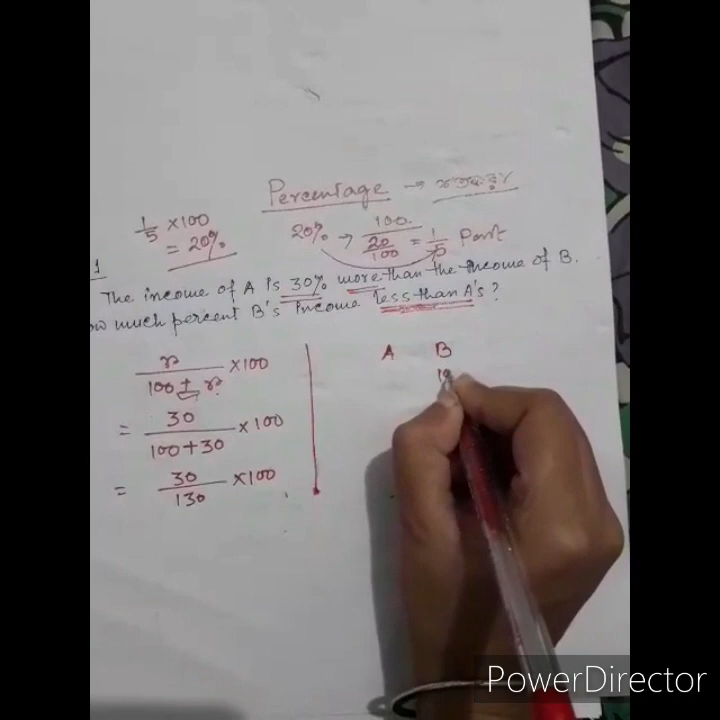 Percentage →
1/5 × 100
= 20%
20% → 100.
20/100 = 1/5 Part
1
The income of A is 30% more than the income of B.
much percent B's income less than A's?
r/(100 + r) × 100
= 30/(100+30) × 100
= 30/130 × 100
A B
PowerDirector